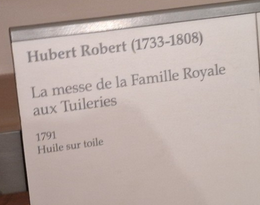 Hubert Robert (1733-1808)
La messe de la Famille Royale
aux Tuileries
1791
Huile sur toile